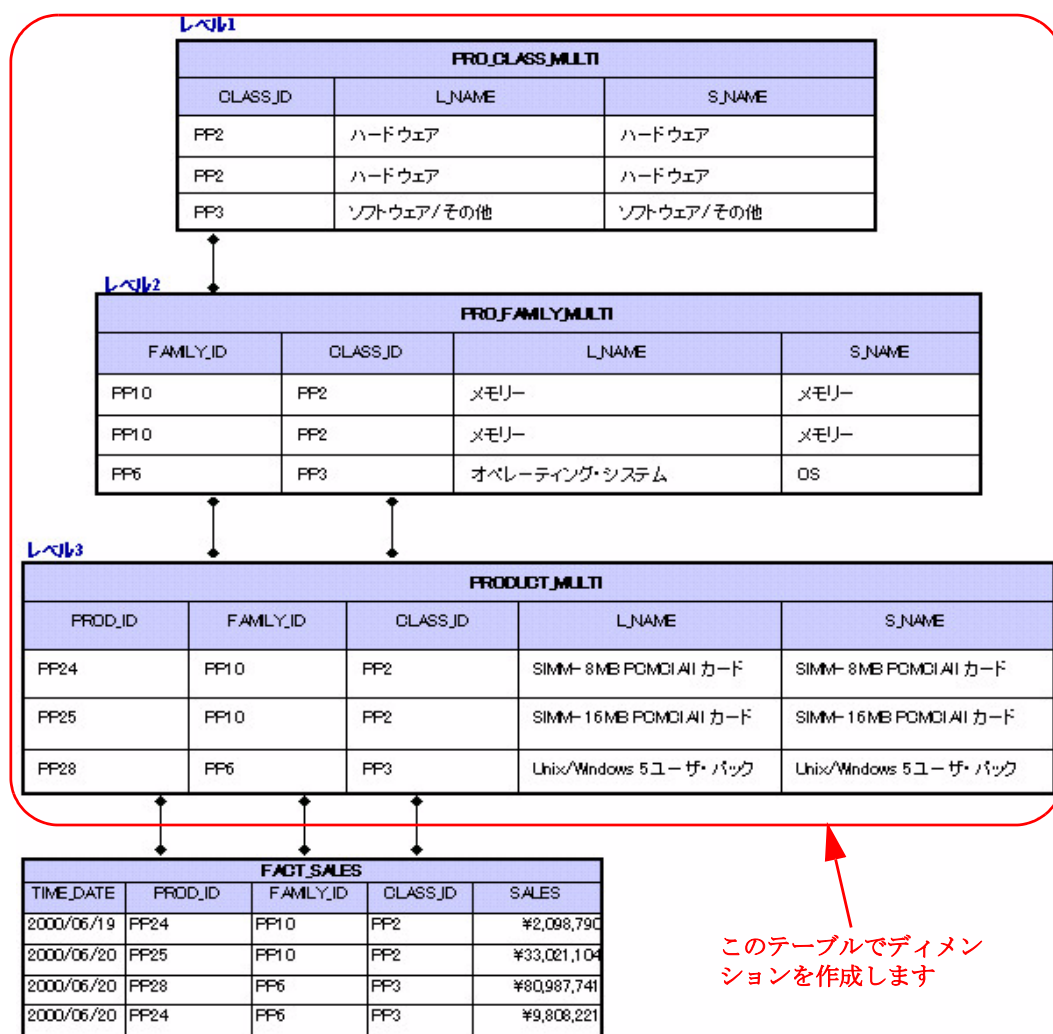 レベル1
PRO_CLASS_MULTI
CLASS_ID L_NAME S_NAME
PP2 ハードウェア ハードウェア
PP2 ハードウェア ハードウェア
PP3 ソフトウェア/その他 ソフトウェア/その他
レベル2
PRO_FAMILY_MULTI
FAMILY_ID CLASS_ID L_NAME S_NAME
PP10 PP2 メモリー メモリー
PP10 PP2 メモリー メモリー
PP6 PP3 オペレーティング・システム OS
レベル3
PRODUCT_MULTI
PROD_ID FAMILY_ID CLASS_ID L_NAME S_NAME
PP24 PP10 PP2 SIMM-8MB PCMCIAII カード SIMM-8MB PCMCIAII カード
PP25 PP10 PP2 SIMM-16MB PCMCIAII カード SIMM-16MB PCMCIAII カード
PP28 PP6 PP3 Unix/Windows 5ユーザ・パック Unix/Windows 5ユーザ・パック
FACT_SALES
TIME_DATE PROD_ID FAMILY_ID CLASS_ID SALES
2000/06/19 PP24 PP10 PP2 ¥2,098,790
2000/06/20 PP25 PP10 PP2 ¥33,021,104
2000/06/20 PP28 PP6 PP3 ¥80,987,741
2000/06/20 PP24 PP6 PP3 ¥9,808,221
このテーブルでディメン
ションを作成します